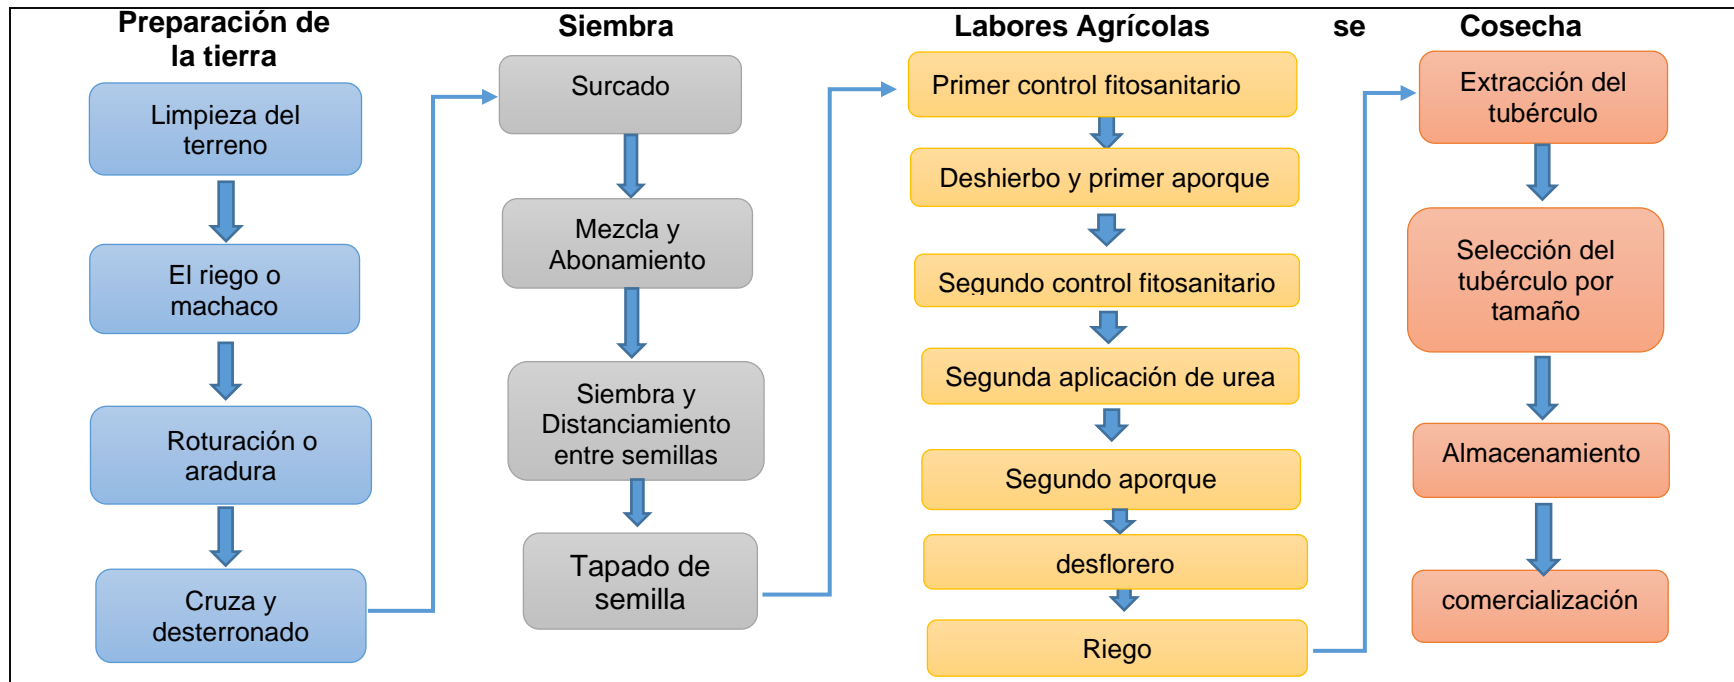 Preparación de
la tierra
Limpieza del
terreno
El riego o
machaco
Roturación o
aradura
Cruza y
desterronado
Siembra
Surcado
Mezcla y
Abonamiento
Siembra y
Distanciamiento
entre semillas
Tapado de
semilla
Labores Agrícolas
Primer control fitosanitario
Deshierbo y primer aporque
Segundo control fitosanitario
Segunda aplicación de urea
Segundo aporque
desflorero
Riego
se
Cosecha
Extracción del
tubérculo
Selección del
tubérculo por
tamaño
Almacenamiento
comercialización